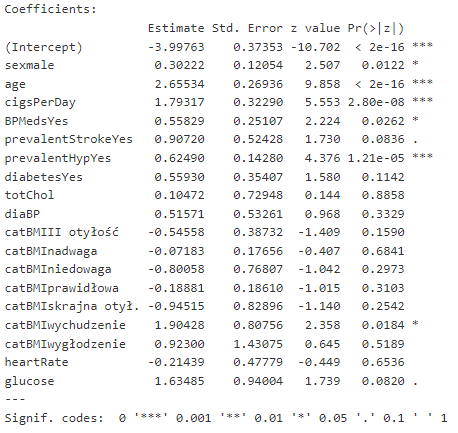 Coefficients:
Estimate Std. Error z value Pr(>|z|)
(Intercept) -3.99763 0.37353 -10.702 < 2e-16 ***
sexmale 0.30222 0.12054 2.507 0.0122 *
age 2.65534 0.26936 9.858 < 2e-16 ***
cigsPerDay 1.79317 0.32290 5.553 2.80e-08 ***
BPMedsYes 0.55829 0.25107 2.224 0.0262 *
prevalentStrokeYes 0.90720 0.52428 1.730 0.0836 .
prevalentHypYes 0.62490 0.14280 4.376 1.21e-05 ***
diabetesYes 0.55930 0.35407 1.580 0.1142
totChol 0.10472 0.72948 0.144 0.8858
diaBP 0.51571 0.53261 0.968 0.3329
catBMIII otyłość -0.54558 0.38732 -1.409 0.1590
catBMInadwaga -0.07183 0.17656 -0.407 0.6841
catBMIniedowaga -0.80058 0.76807 -1.042 0.2973
catBMIprawidłowa -0.18881 0.18610 -1.015 0.3103
catBMIskrajna otył. -0.94515 0.82896 -1.140 0.2542
catBMIwychudzenie 1.90428 0.80756 2.358 0.0184 *
catBMIwygłodzenie 0.92300 1.43075 0.645 0.5189
heartRate -0.21439 0.47779 -0.449 0.6536
glucose 1.63485 0.94004 1.739 0.0820 .
---
Signif. codes: 0 '***' 0.001 '**' 0.01 '*' 0.05 '.' 0.1 ' ' 1